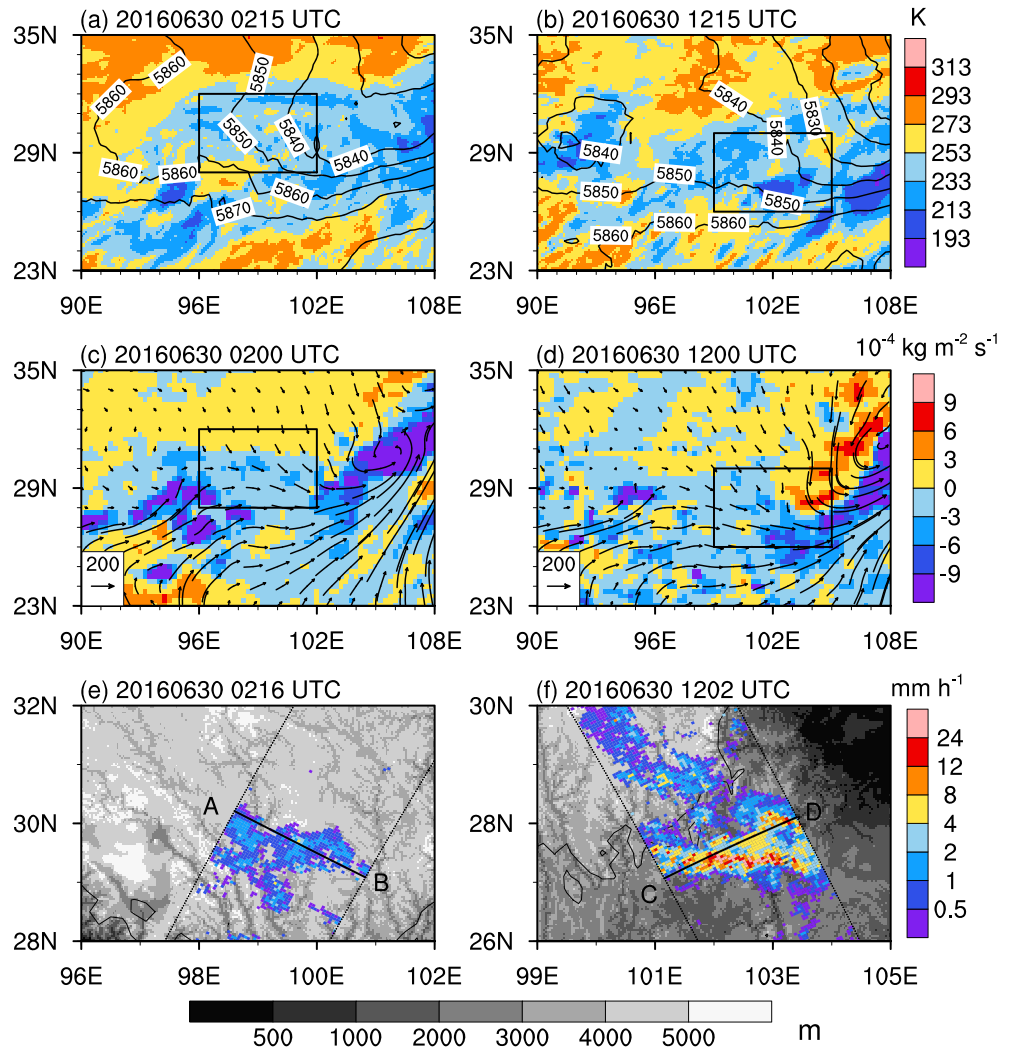 (a) 20160630 0215 UTC
(b) 20160630 1215 UTC
K
35N
29N
23N
90E 96E 102E 108E
5860
5860
5850
5850
5840
5840
5860
5860
5860
5870
35N
29N
23N
90E 96E 102E 108E
5840
5830
5840
5840
5850
5850
5860
5860
5860
313
293
273
253
233
213
193
(c) 20160630 0200 UTC
(d) 20160630 1200 UTC
10⁻⁴ kg m⁻² s⁻¹
35N
29N
23N
200
90E 96E 102E 108E
35N
29N
23N
200
90E 96E 102E 108E
9
6
3
0
-3
-6
-9
(e) 20160630 0216 UTC
(f) 20160630 1202 UTC
mm h⁻¹
32N
30N
28N
A
B
96E 98E 100E 102E
30N
28N
26N
C
D
99E 101E 103E 105E
24
12
8
4
2
1
0.5
500 1000 2000 3000 4000 5000 m